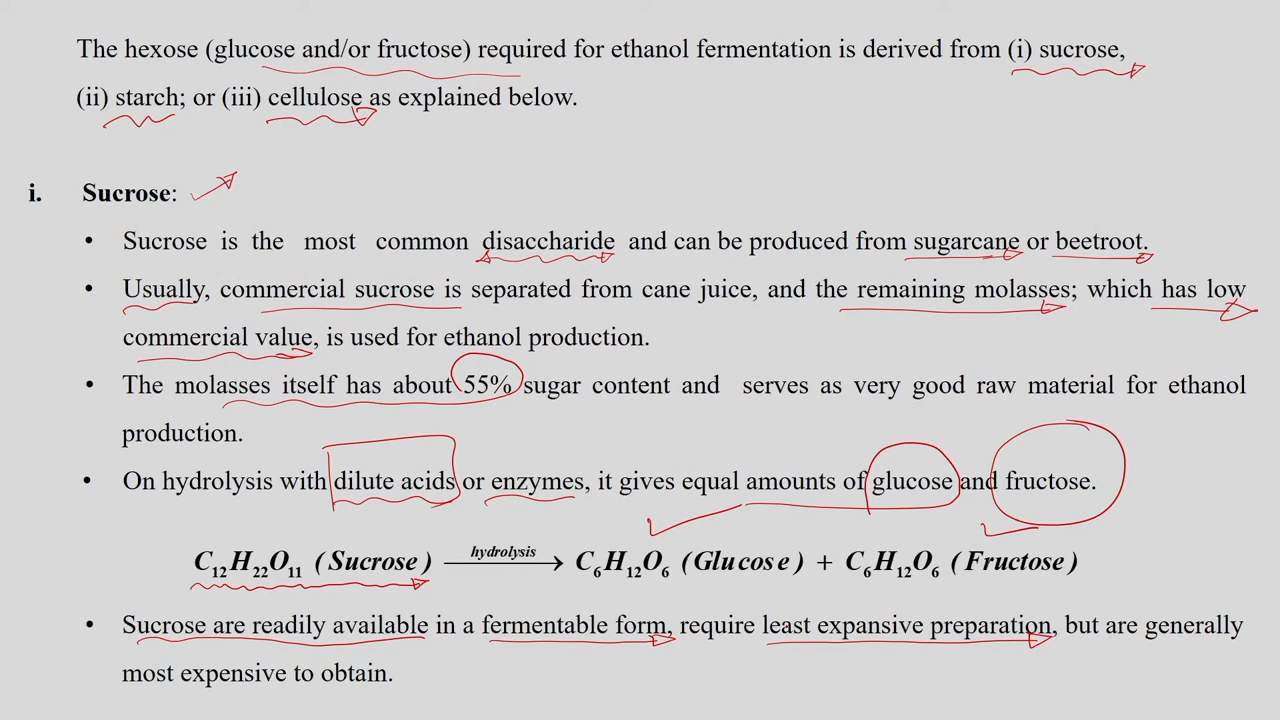 The hexose (glucose and/or fructose) required for ethanol fermentation is derived from (i) sucrose,
(ii) starch; or (iii) cellulose as explained below.
i. Sucrose:
• Sucrose is the most common disaccharide and can be produced from sugarcane or beetroot.
• Usually, commercial sucrose is separated from cane juice, and the remaining molasses; which has low
commercial value, is used for ethanol production.
• The molasses itself has about 55% sugar content and serves as very good raw material for ethanol
production.
• On hydrolysis with dilute acids or enzymes, it gives equal amounts of glucose and fructose.
C₁₂H₂₂O₁₁ (Sucrose) —hydrolysis→ C₆H₁₂O₆ (Glucose) + C₆H₁₂O₆ (Fructose)
• Sucrose are readily available in a fermentable form, require least expansive preparation, but are generally
most expensive to obtain.